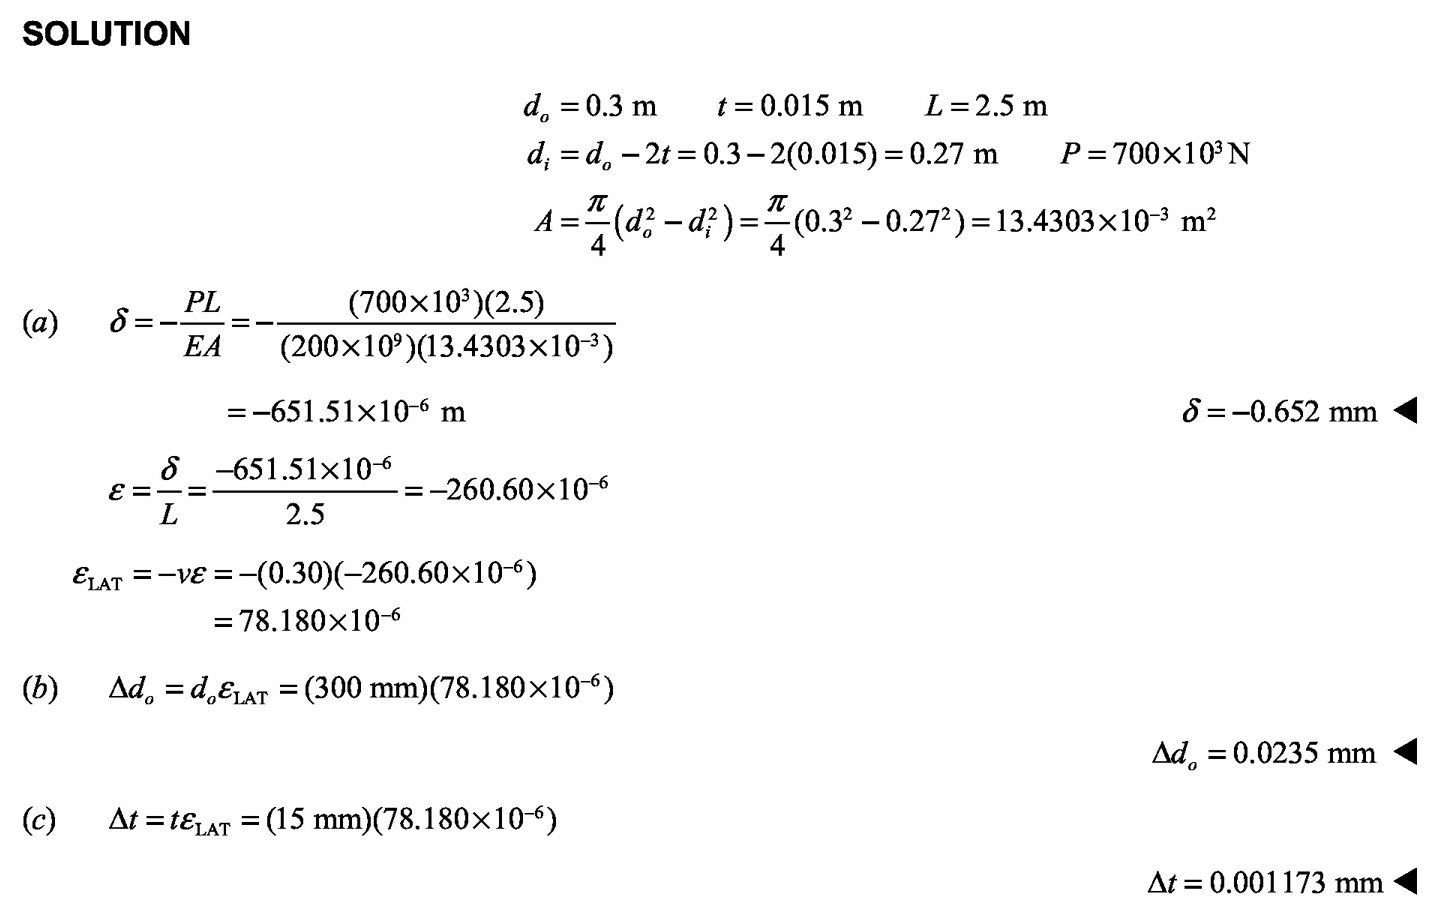 SOLUTION
d_o = 0.3 m t = 0.015 m L = 2.5 m
d_i = d_o − 2t = 0.3 − 2(0.015) = 0.27 m P = 700×10³ N
A = π/4 (d_o² − d_i²) = π/4 (0.3² − 0.27²) = 13.4303×10⁻³ m²
(a) δ = −PL/EA = −(700×10³)(2.5)/(200×10⁹)(13.4303×10⁻³)
= −651.51×10⁻⁶ m δ = −0.652 mm ◀
ε = δ/L = −651.51×10⁻⁶/2.5 = −260.60×10⁻⁶
ε_LAT = −νε = −(0.30)(−260.60×10⁻⁶)
= 78.180×10⁻⁶
(b) Δd_o = d_o ε_LAT = (300 mm)(78.180×10⁻⁶)
Δd_o = 0.0235 mm ◀
(c) Δt = tε_LAT = (15 mm)(78.180×10⁻⁶)
Δt = 0.001173 mm ◀